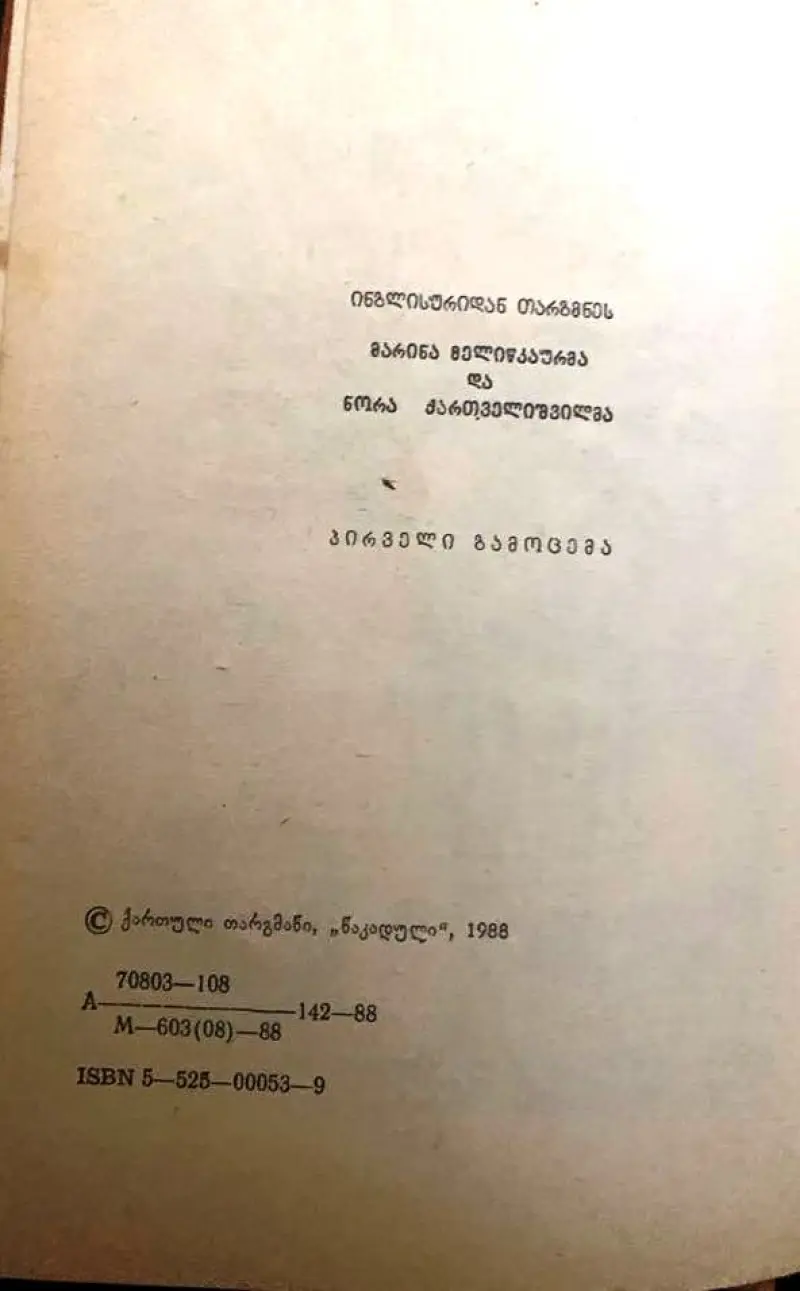 ინგლისურიდან თარგმნეს
მარინა ბელიწკაურმა
და
ნორა ქართველიშვილმა
პირველი გამოცემა
© ქართული თარგმანი, „ნაკადული“, 1988
70803—108
А————————142—88
М—603(08)—88
ISBN 5—525—00053—9